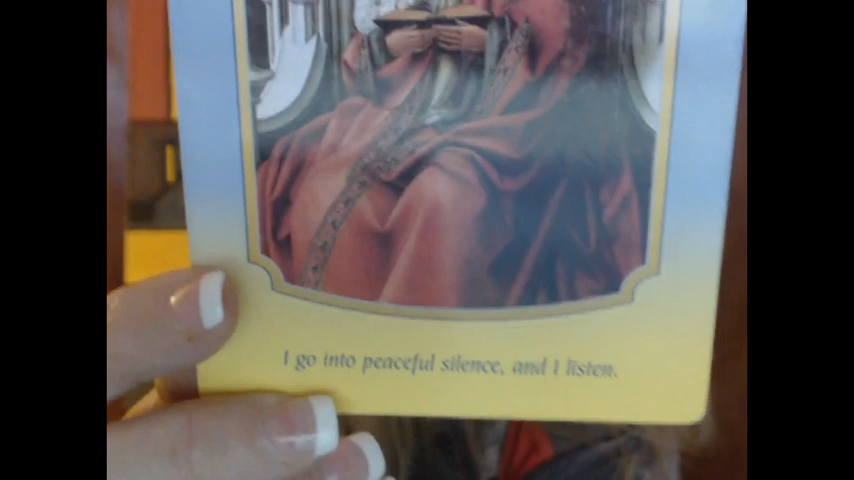 I go into peaceful silence, and I listen.